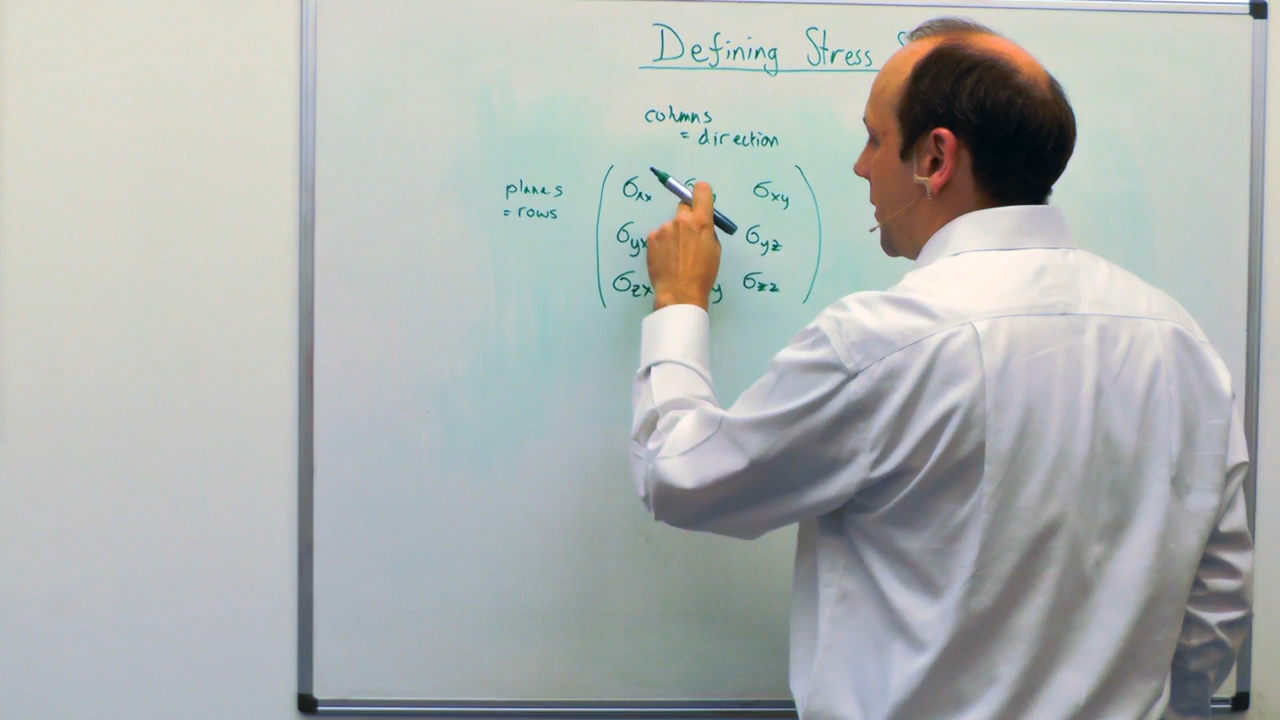 Defining Stress
columns
= direction
planes
= rows
σxx σxy
σyx σyz
σzx σzz